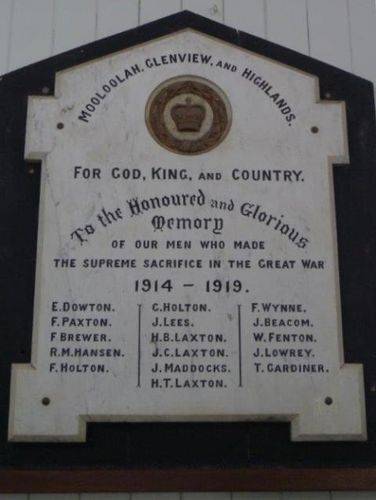 MOOLOOLAH, GLENVIEW, AND HIGHLANDS.
FOR GOD, KING, AND COUNTRY.
To the Honoured and Glorious
Memory
OF OUR MEN WHO MADE
THE SUPREME SACRIFICE IN THE GREAT WAR
1914 – 1919.
E. DOWTON.
F. PAXTON.
F. BREWER.
R.M. HANSEN.
F. HOLTON.
C. HOLTON.
J. LEES.
H.B. LAXTON.
J.C. LAXTON.
J. MADDOCKS.
H.T. LAXTON.
F. WYNNE.
J. BEACOM.
W. FENTON.
J. LOWREY.
T. GARDINER.